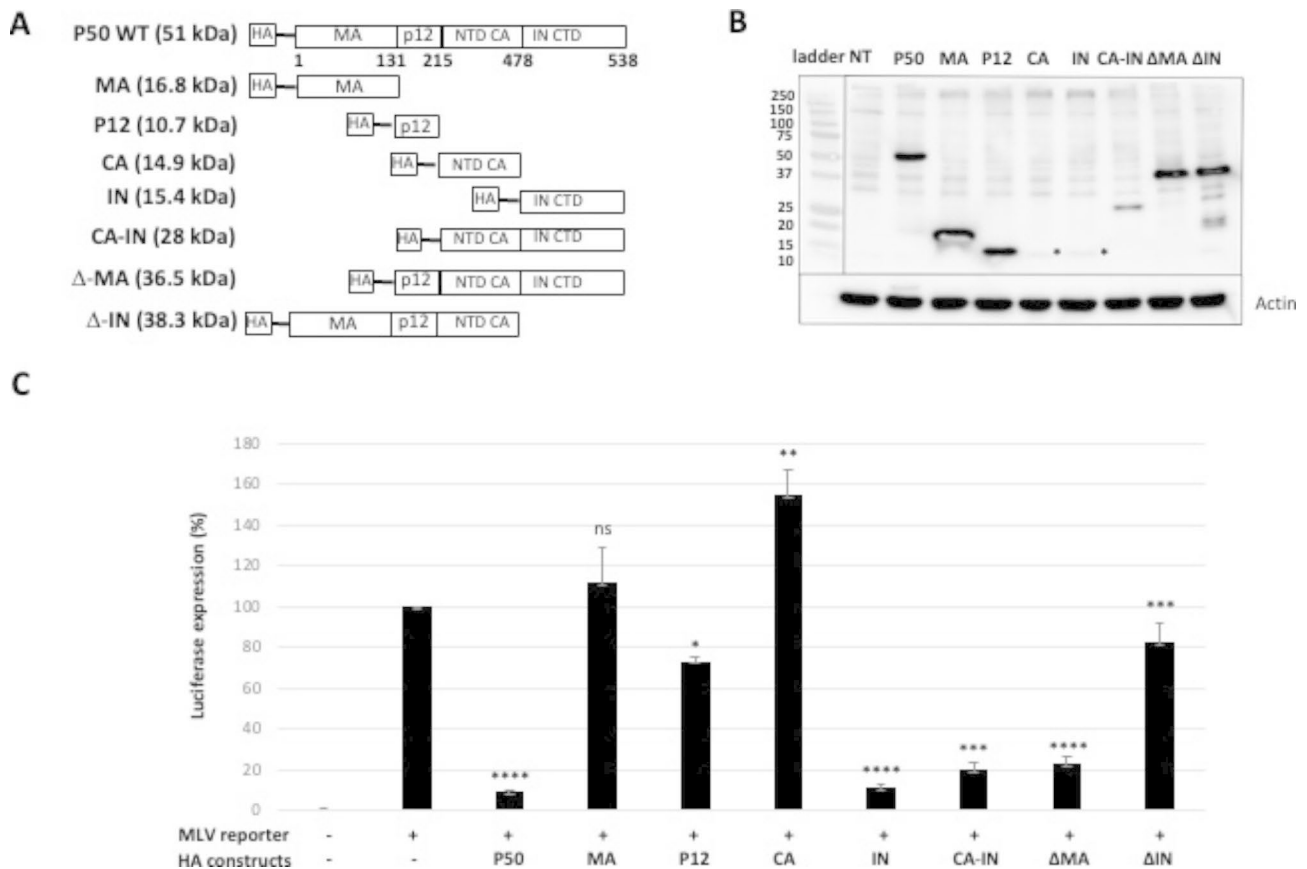 A
P50 WT (51 kDa) HA MA p12 NTD CA IN CTD
1 131 215 478 538
MA (16.8 kDa) HA MA
P12 (10.7 kDa) HA p12
CA (14.9 kDa) HA NTD CA
IN (15.4 kDa) HA IN CTD
CA-IN (28 kDa) HA NTD CA IN CTD
Δ-MA (36.5 kDa) HA p12 NTD CA IN CTD
Δ-IN (38.3 kDa) HA MA p12 NTD CA
B
ladder NT P50 MA P12 CA IN CA-IN ΔMA ΔIN
250
150
100
75
50
37
25
20
15 * *
10
Actin
C
Luciferase expression (%)
180
160
140
120
100
80
60
40
20
0
**** ns * ** **** *** **** ***
MLV reporter - + + + + + + + + +
HA constructs - - P50 MA P12 CA IN CA-IN ΔMA ΔIN